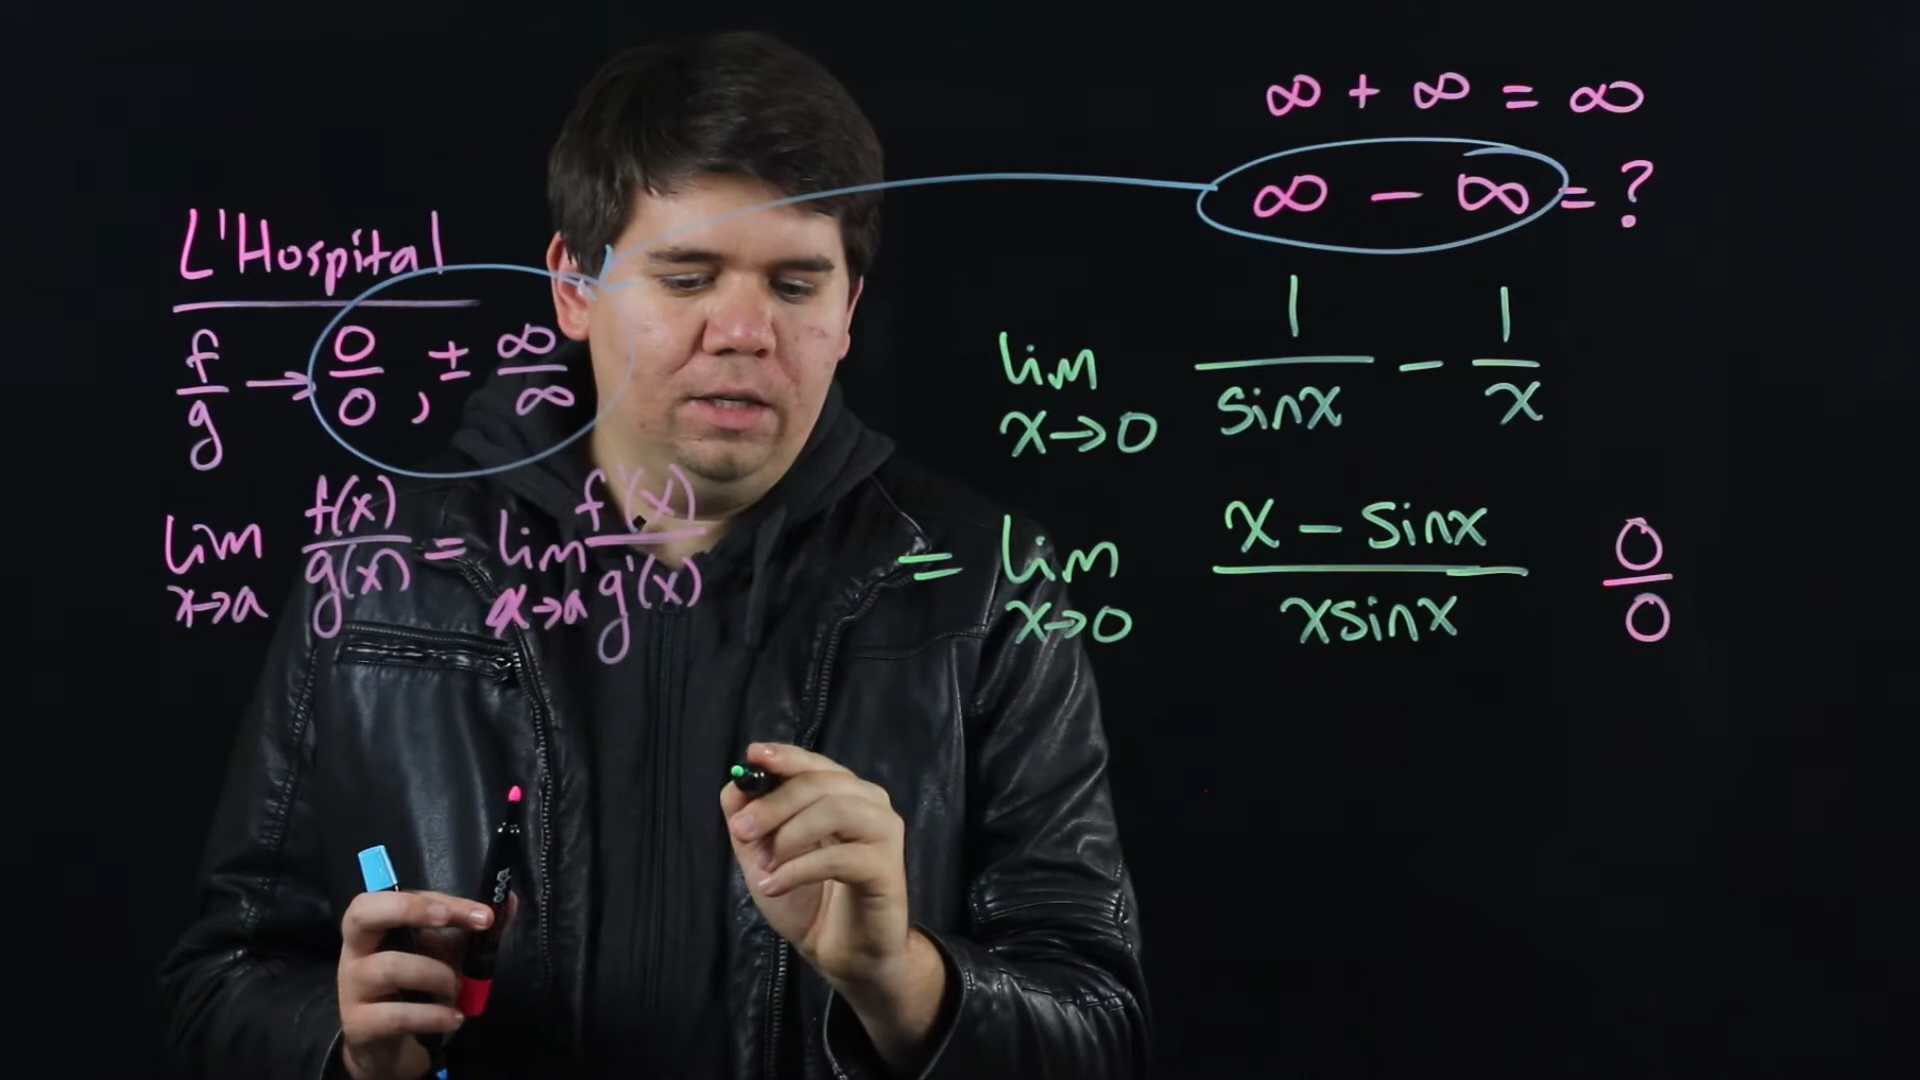 ∞ + ∞ = ∞
∞ − ∞ = ?
L'Hospital
f/g → 0/0 , ± ∞/∞
lim x→a f(x)/g(x) = lim x→a f'(x)/g'(x)
lim x→0 1/sinx − 1/x
= lim x→0 x − sinx/xsinx 0/0